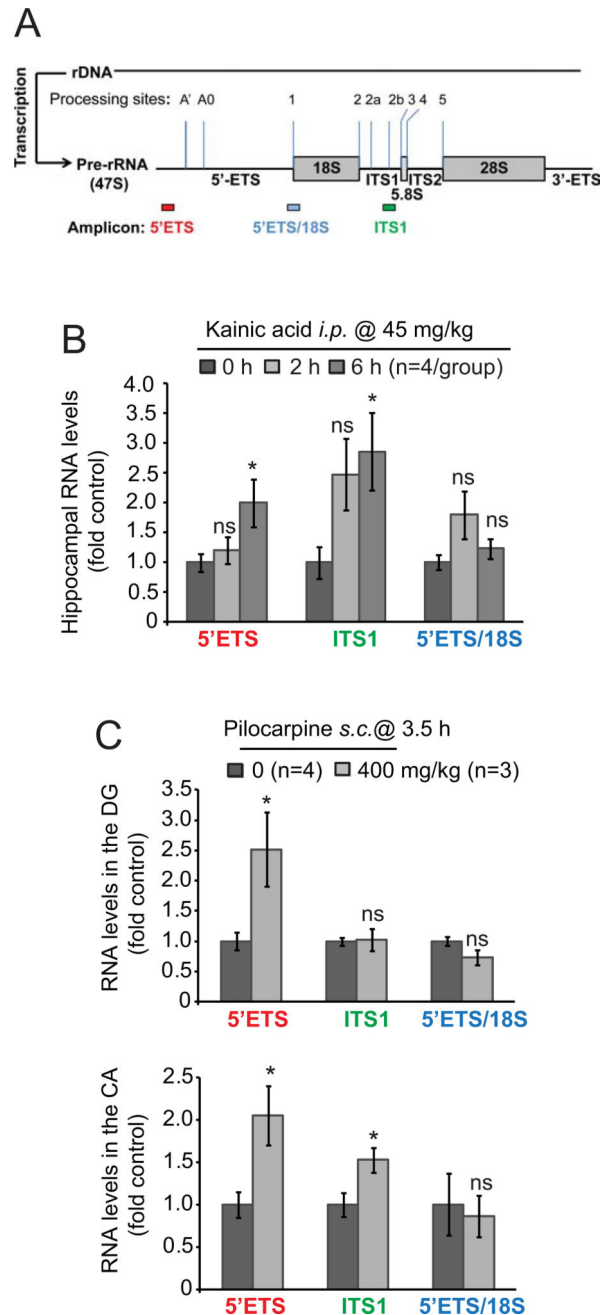 A
Transcription
rDNA
Processing sites: A' A0 1 2 2a 2b 3 4 5
Pre-rRNA
(47S)
5'-ETS
18S
ITS1
5.8S
ITS2
28S
3'-ETS
Amplicon: 5'ETS 5'ETS/18S ITS1
B
Kainic acid i.p. @ 45 mg/kg
0 h 2 h 6 h (n=4/group)
Hippocampal RNA levels
(fold control)
4.0
3.5
3.0
2.5
2.0
1.5
1.0
0.5
0
ns * ns * ns ns
5'ETS ITS1 5'ETS/18S
C
Pilocarpine s.c.@ 3.5 h
0 (n=4) 400 mg/kg (n=3)
RNA levels in the DG
(fold control)
3.5
3.0
2.5
2.0
1.5
1.0
0.5
0
* ns ns
5'ETS ITS1 5'ETS/18S
RNA levels in the CA
(fold control)
2.5
2.0
1.5
1.0
0.5
0
* * ns
5'ETS ITS1 5'ETS/18S